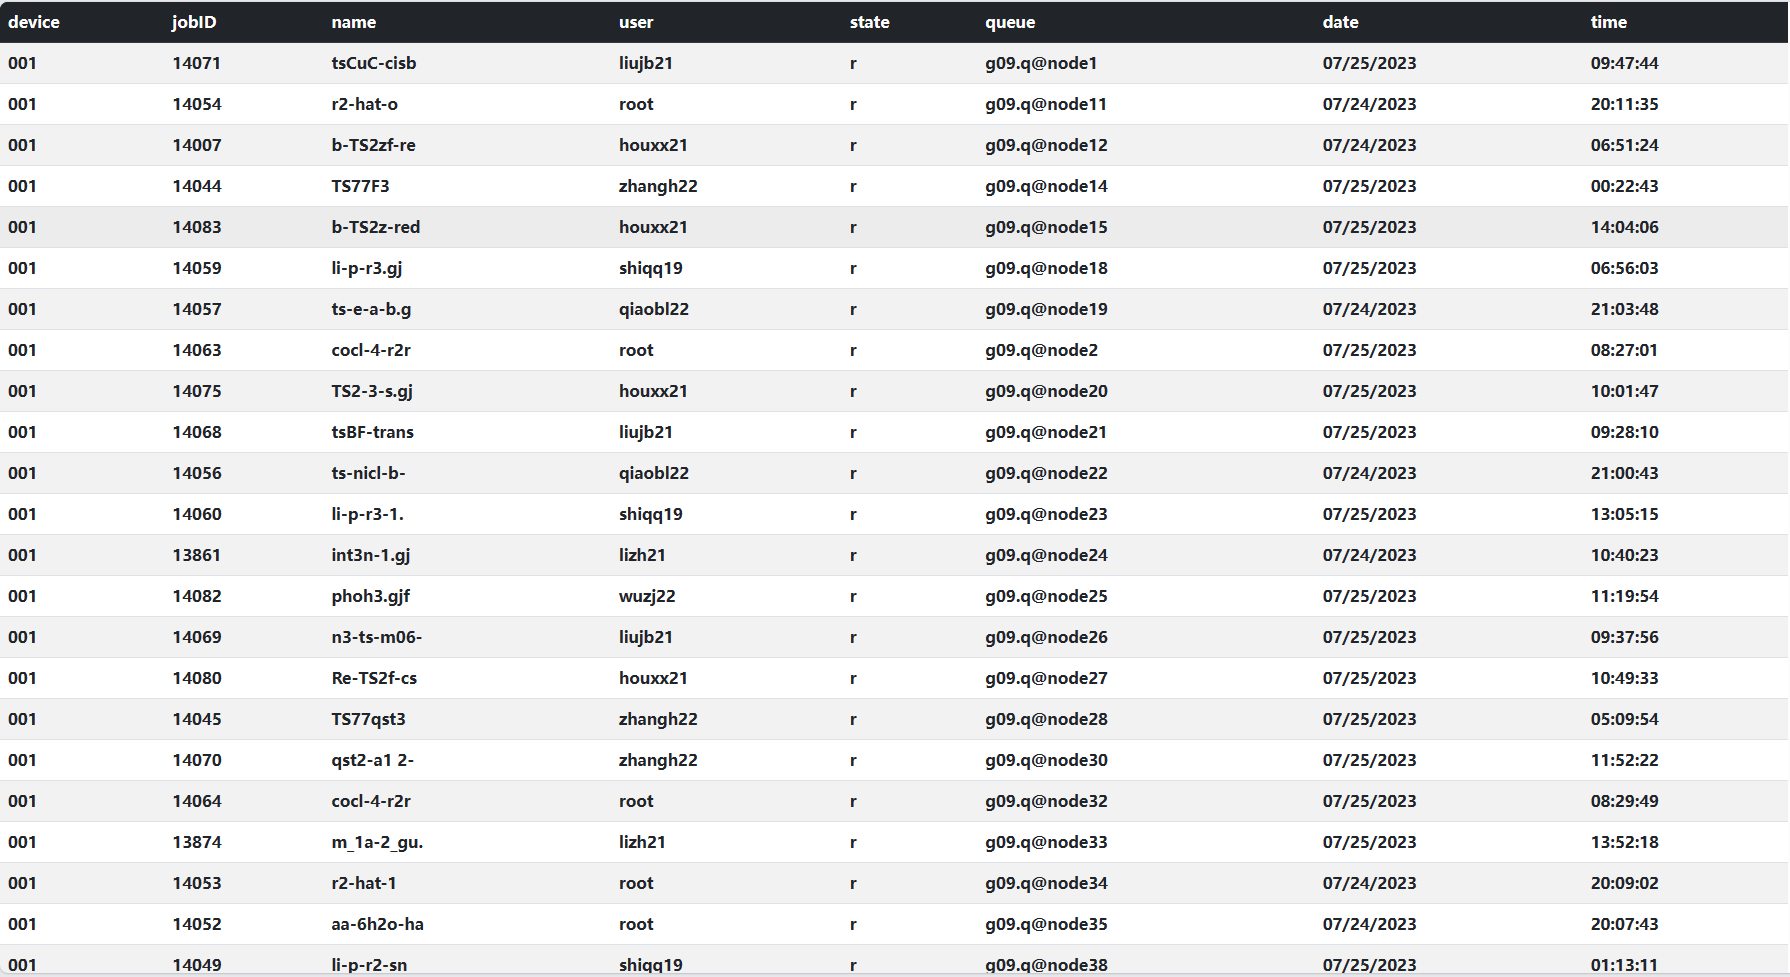 device jobID name user state queue date time
001 14071 tsCuC-cisb liujb21 r g09.q@node1 07/25/2023 09:47:44
001 14054 r2-hat-o root r g09.q@node11 07/24/2023 20:11:35
001 14007 b-TS2zf-re houxx21 r g09.q@node12 07/24/2023 06:51:24
001 14044 TS77F3 zhangh22 r g09.q@node14 07/25/2023 00:22:43
001 14083 b-TS2z-red houxx21 r g09.q@node15 07/25/2023 14:04:06
001 14059 li-p-r3.gj shiqq19 r g09.q@node18 07/25/2023 06:56:03
001 14057 ts-e-a-b.g qiaobl22 r g09.q@node19 07/24/2023 21:03:48
001 14063 cocl-4-r2r root r g09.q@node2 07/25/2023 08:27:01
001 14075 TS2-3-s.gj houxx21 r g09.q@node20 07/25/2023 10:01:47
001 14068 tsBF-trans liujb21 r g09.q@node21 07/25/2023 09:28:10
001 14056 ts-nicl-b- qiaobl22 r g09.q@node22 07/24/2023 21:00:43
001 14060 li-p-r3-1. shiqq19 r g09.q@node23 07/25/2023 13:05:15
001 13861 int3n-1.gj lizh21 r g09.q@node24 07/24/2023 10:40:23
001 14082 phoh3.gjf wuzj22 r g09.q@node25 07/25/2023 11:19:54
001 14069 n3-ts-m06- liujb21 r g09.q@node26 07/25/2023 09:37:56
001 14080 Re-TS2f-cs houxx21 r g09.q@node27 07/25/2023 10:49:33
001 14045 TS77qst3 zhangh22 r g09.q@node28 07/25/2023 05:09:54
001 14070 qst2-a1 2- zhangh22 r g09.q@node30 07/25/2023 11:52:22
001 14064 cocl-4-r2r root r g09.q@node32 07/25/2023 08:29:49
001 13874 m_1a-2_gu. lizh21 r g09.q@node33 07/25/2023 13:52:18
001 14053 r2-hat-1 root r g09.q@node34 07/24/2023 20:09:02
001 14052 aa-6h2o-ha root r g09.q@node35 07/24/2023 20:07:43
001 14049 li-p-r2-sn shiqq19 r g09.q@node38 07/25/2023 01:13:11